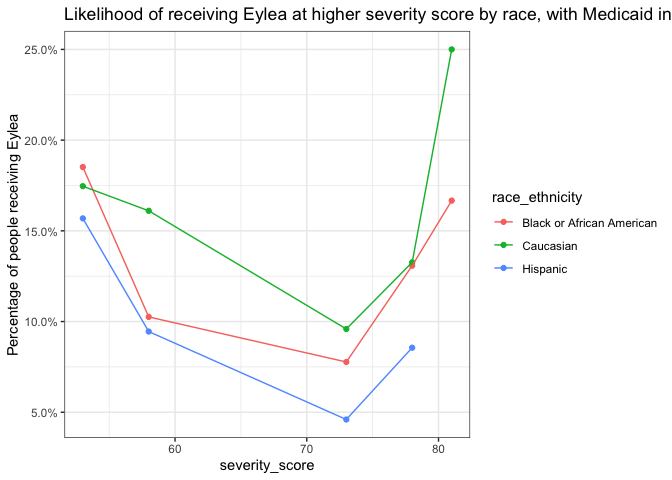 Likelihood of receiving Eylea at higher severity score by race, with Medicaid in
25.0%
20.0%
15.0%
10.0%
5.0%
Percentage of people receiving Eylea
60
70
80
severity_score
race_ethnicity
Black or African American
Caucasian
Hispanic